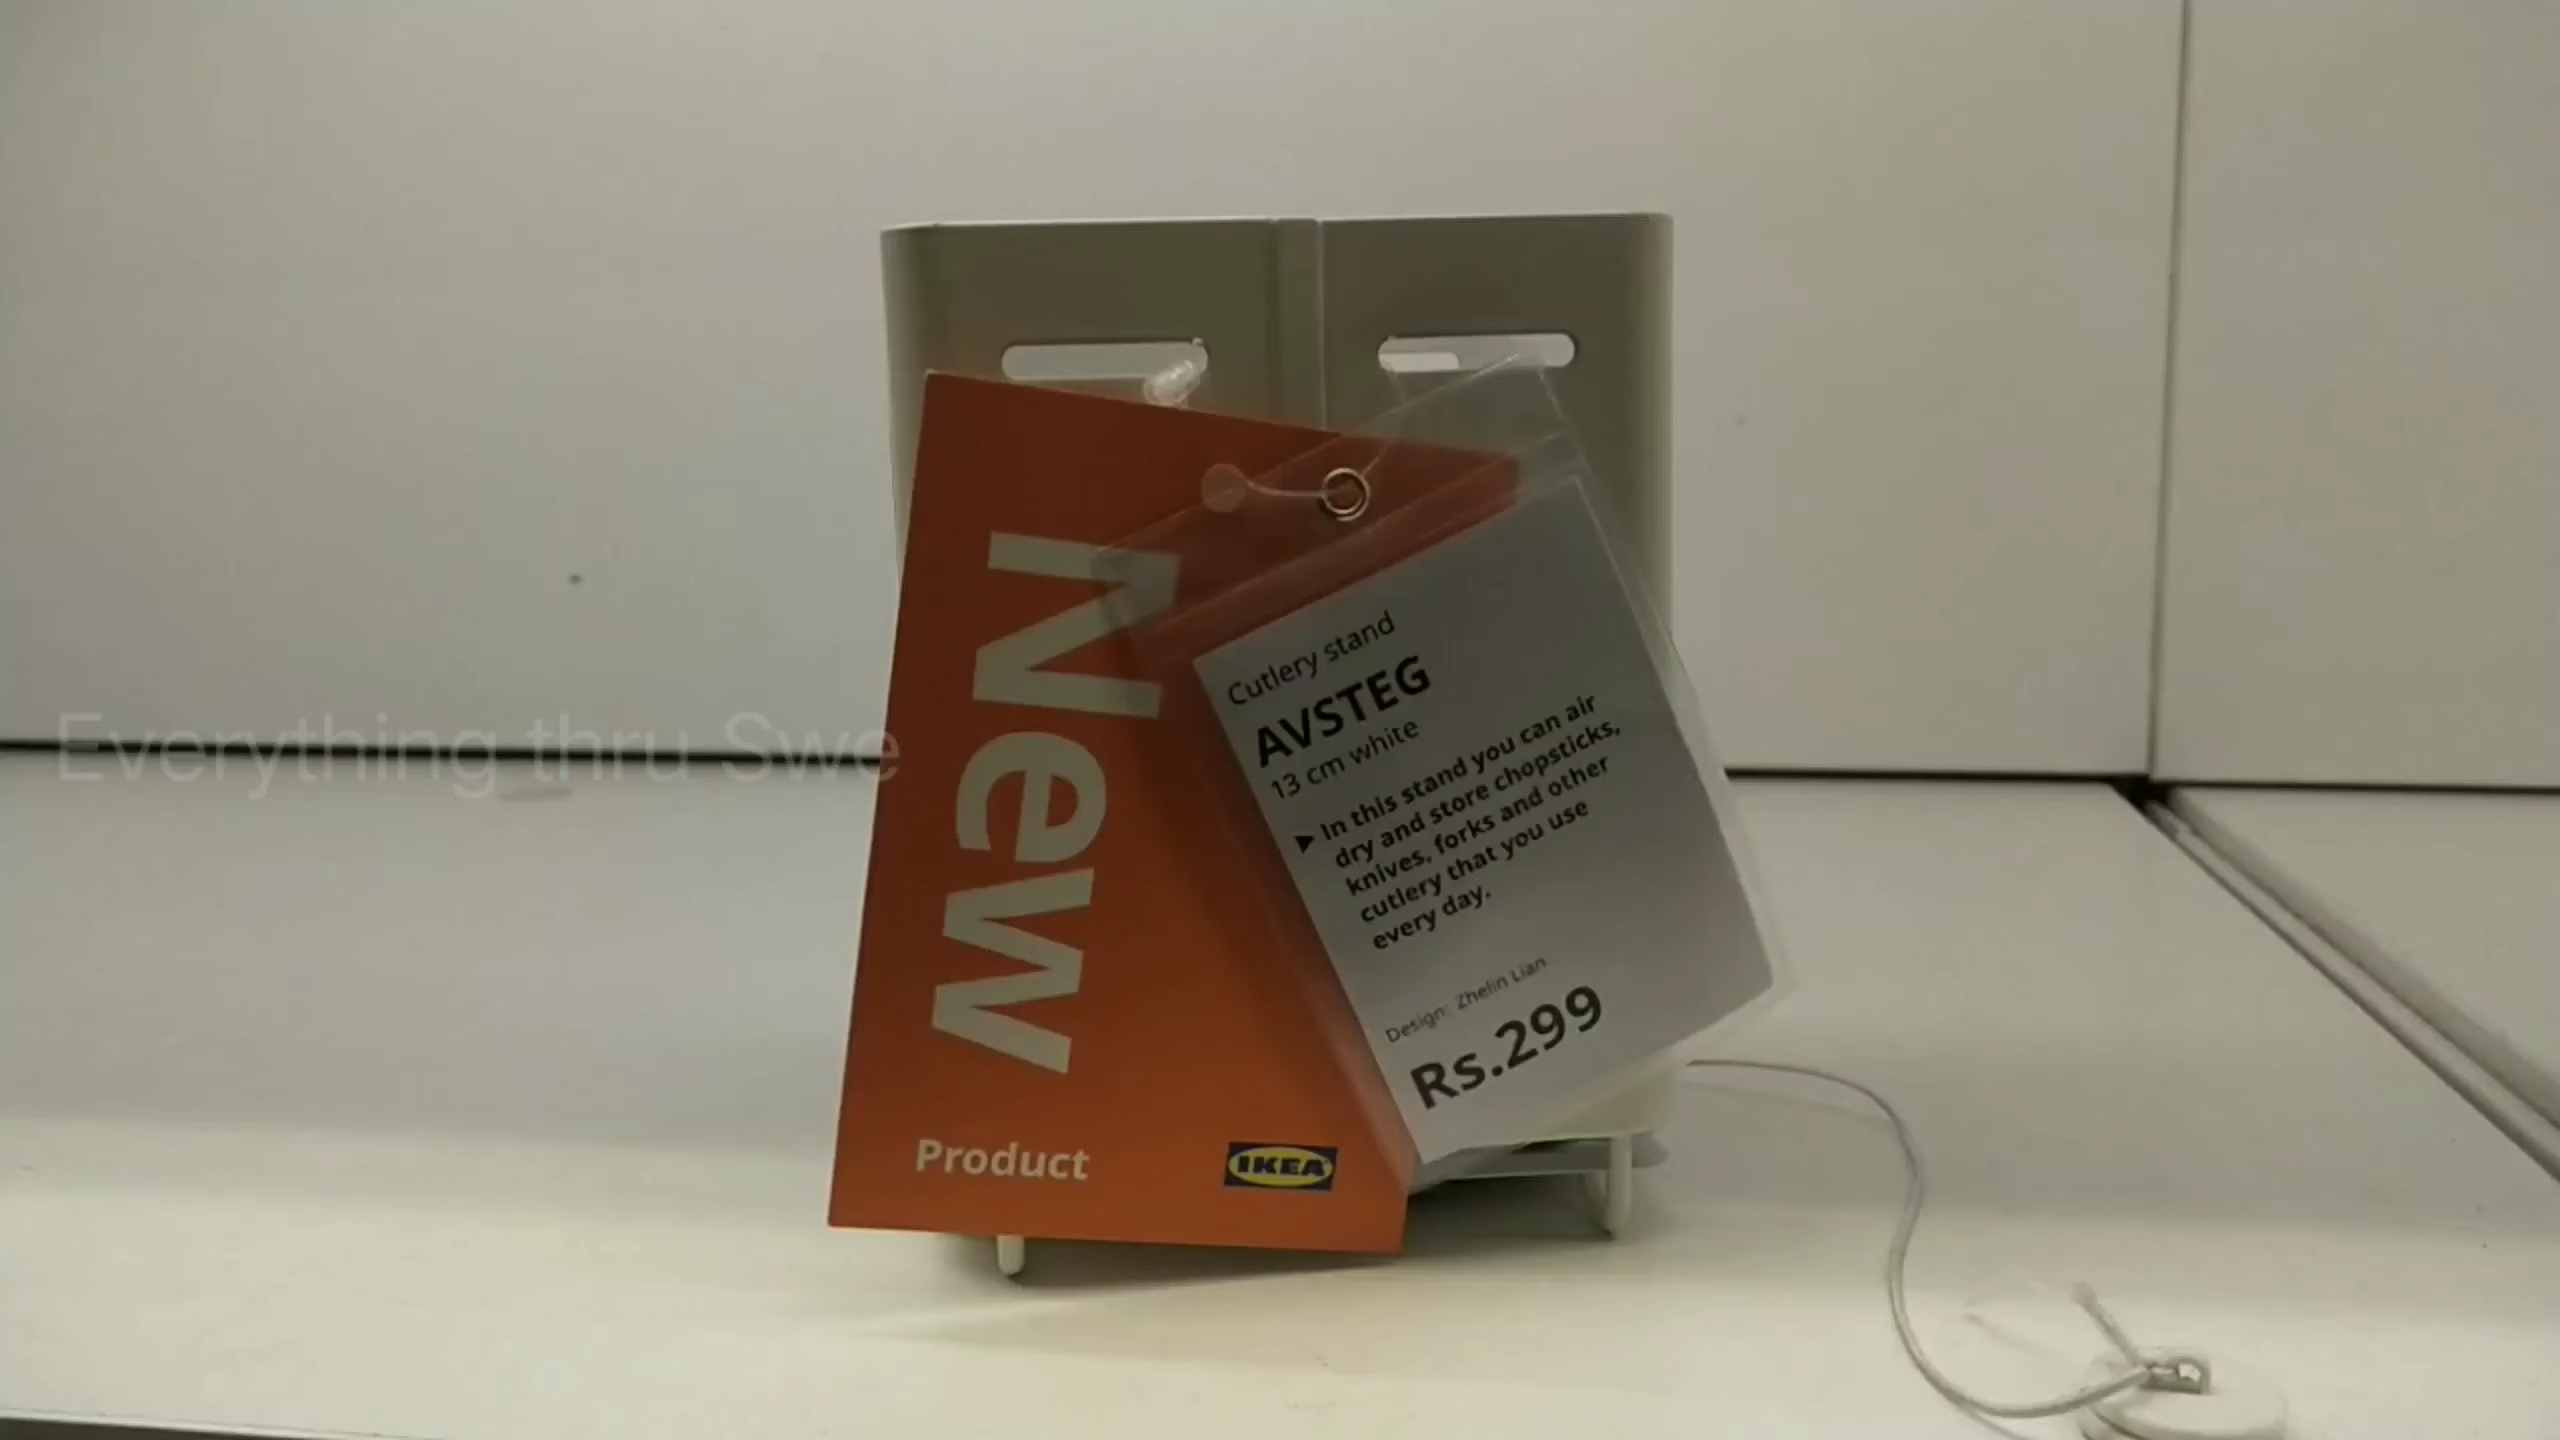 New
Product
IKEA
Cutlery stand
AVSTEG
13 cm white
► In this stand you can air
dry and store chopsticks,
knives, forks and other
cutlery that you use
every day.
Design: Zhelin Lian
Rs.299
Everything thru Swe